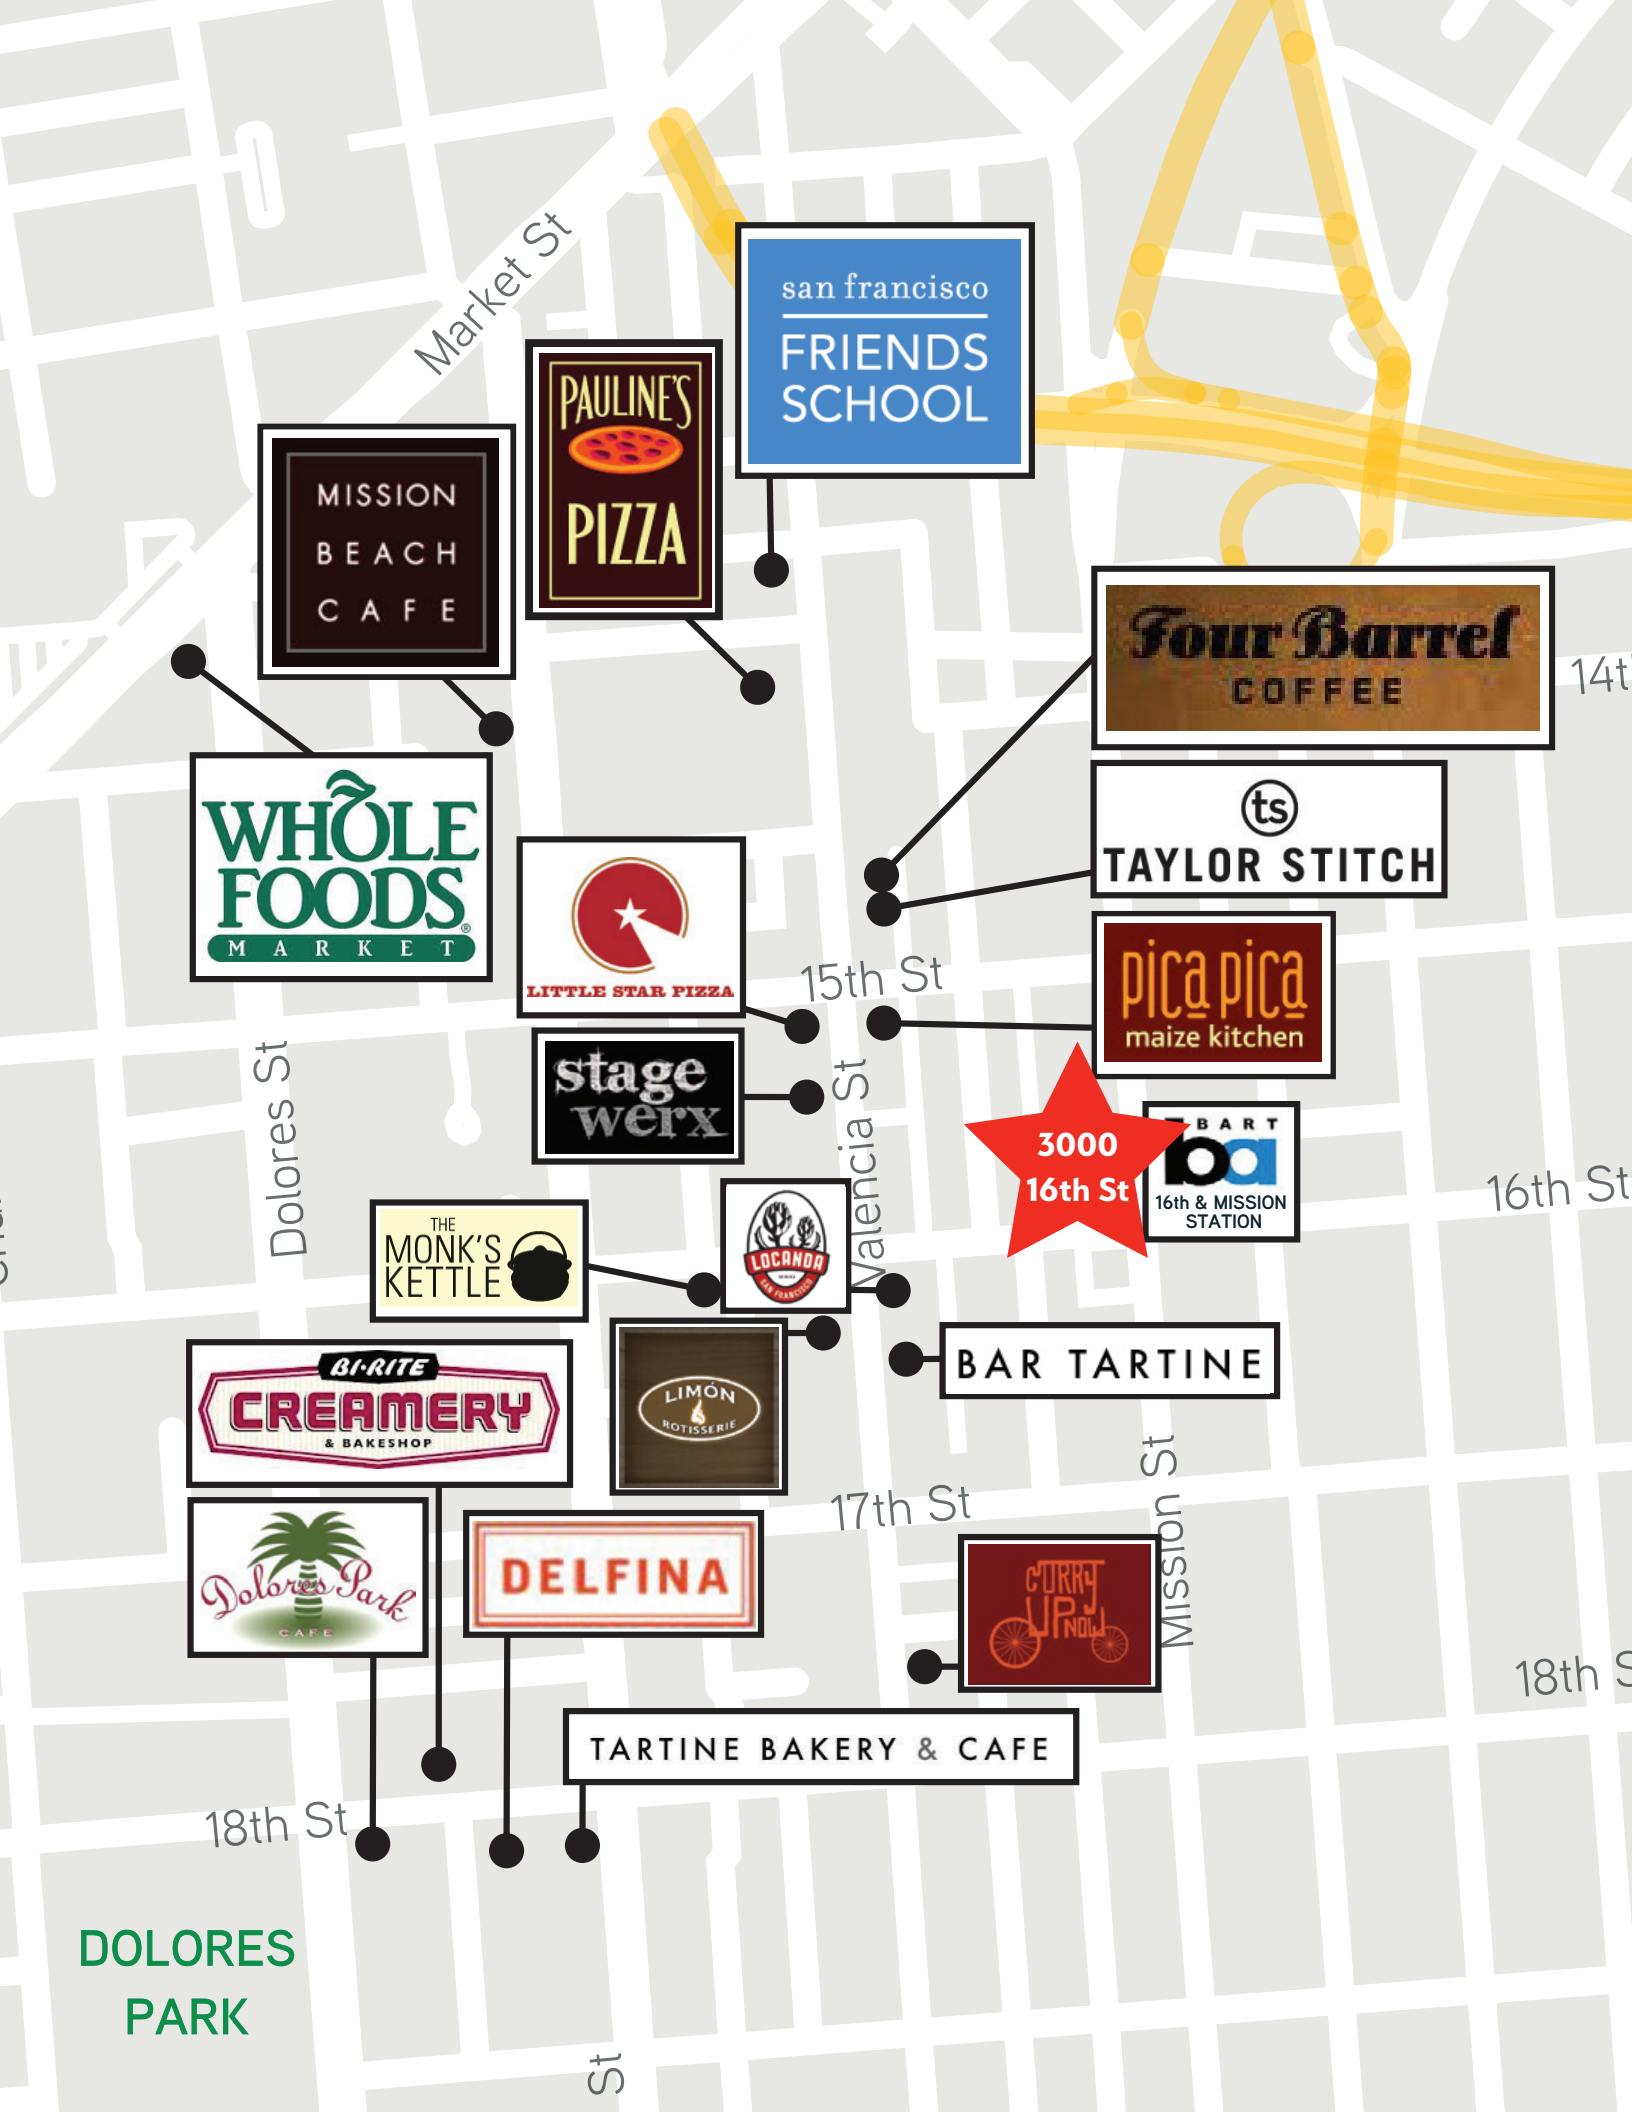 Market St
san francisco
FRIENDS
SCHOOL
PAULINE'S
PIZZA
MISSION
BEACH
CAFE
Four Barrel
COFFEE
14t
WHOLE
FOODS®
MARKET
ts
TAYLOR STITCH
LITTLE STAR PIZZA
15th St
pica pica
maize kitchen
stage
werx
Dolores St
Valencia St
3000
16th St
BART
ba
16th & MISSION
STATION
16th St
THE
MONK'S
KETTLE
LOCANDA
SAN FRANCISCO
BI-RITE
CREAMERY
& BAKESHOP
LIMÓN
ROTISSERIE
BAR TARTINE
17th St
Mission St
Dolores Park
CAFE
DELFINA
CURRY
UP
NOW
18th S
TARTINE BAKERY & CAFE
18th St
DOLORES
PARK
St